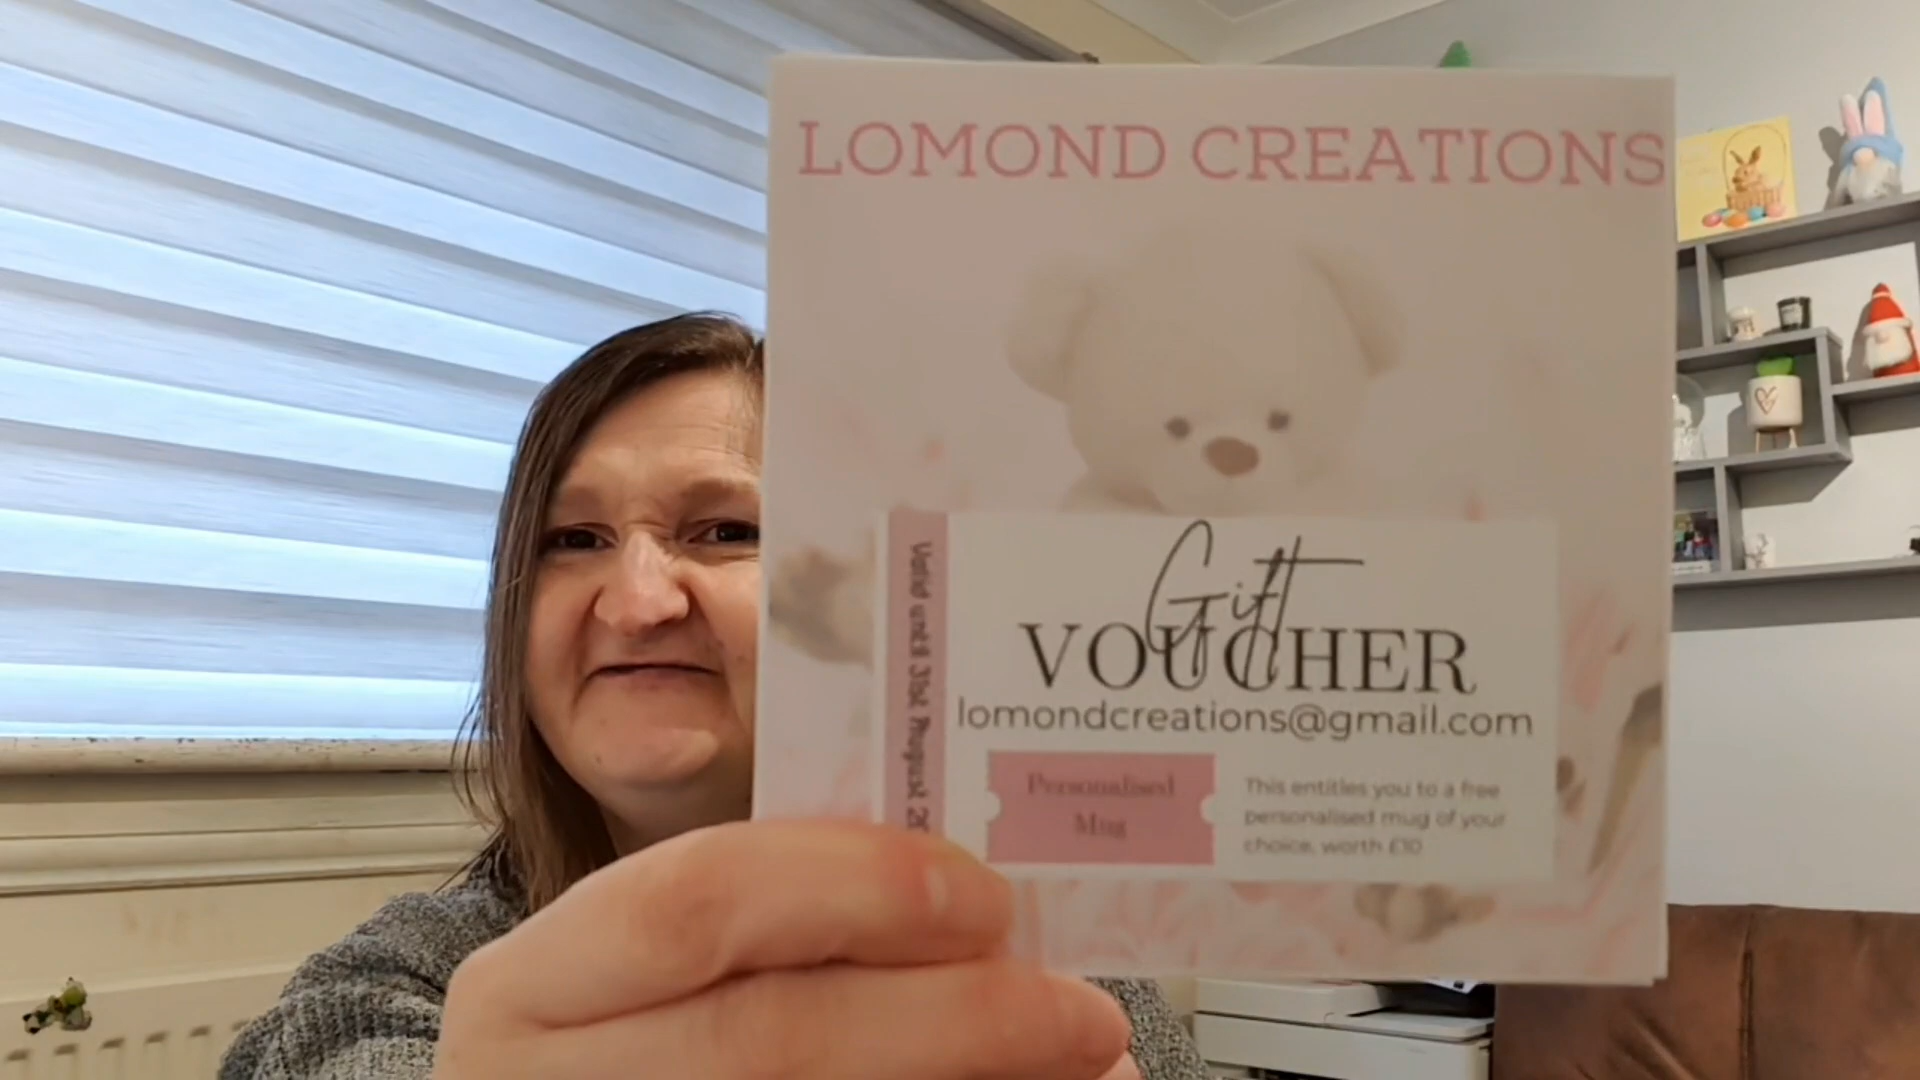 LOMOND CREATIONS
Gift
VOUCHER
lomondcreations@gmail.com
Valid until 31st August
Personalised
Mug
This entitles you to a free
personalised mug of your
choice, worth £10